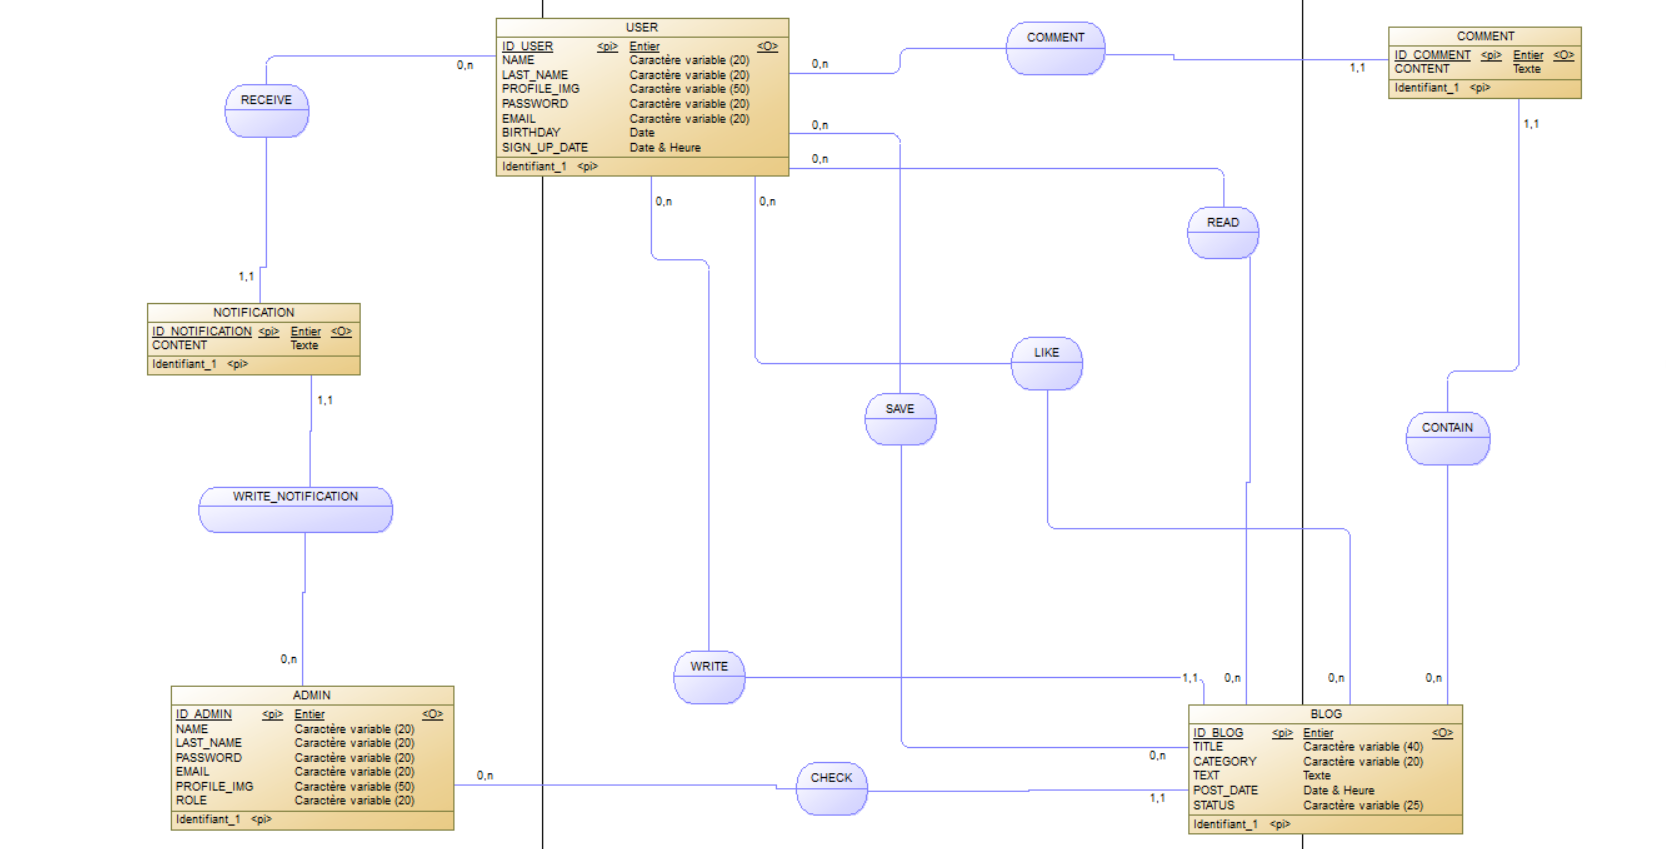 USER
ID_USER <pi> Entier <O>
NAME Caractère variable (20)
LAST_NAME Caractère variable (20)
PROFILE_IMG Caractère variable (50)
PASSWORD Caractère variable (20)
EMAIL Caractère variable (20)
BIRTHDAY Date
SIGN_UP_DATE Date & Heure
Identifiant_1 <pi>
COMMENT
COMMENT
ID_COMMENT <pi> Entier <O>
CONTENT Texte
Identifiant_1 <pi>
0,n
0,n
1,1
RECEIVE
0,n
1,1
0,n
0,n
0,n
READ
1,1
NOTIFICATION
ID_NOTIFICATION <pi> Entier <O>
CONTENT Texte
Identifiant_1 <pi>
LIKE
1,1
SAVE
CONTAIN
WRITE_NOTIFICATION
0,n
WRITE
1,1
0,n
0,n
0,n
ADMIN
ID_ADMIN <pi> Entier <O>
NAME Caractère variable (20)
LAST_NAME Caractère variable (20)
PASSWORD Caractère variable (20)
EMAIL Caractère variable (20)
PROFILE_IMG Caractère variable (50)
ROLE Caractère variable (20)
Identifiant_1 <pi>
0,n
CHECK
0,n
1,1
BLOG
ID_BLOG <pi> Entier <O>
TITLE Caractère variable (40)
CATEGORY Caractère variable (20)
TEXT Texte
POST_DATE Date & Heure
STATUS Caractère variable (25)
Identifiant_1 <pi>